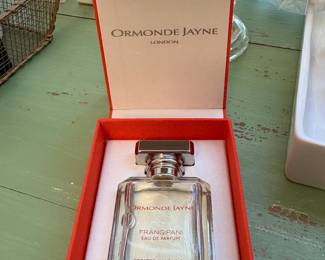 ORMONDE JAYNE
LONDON
ORMONDE JAYNE
FRANGIPANI
EAU DE PARFUM